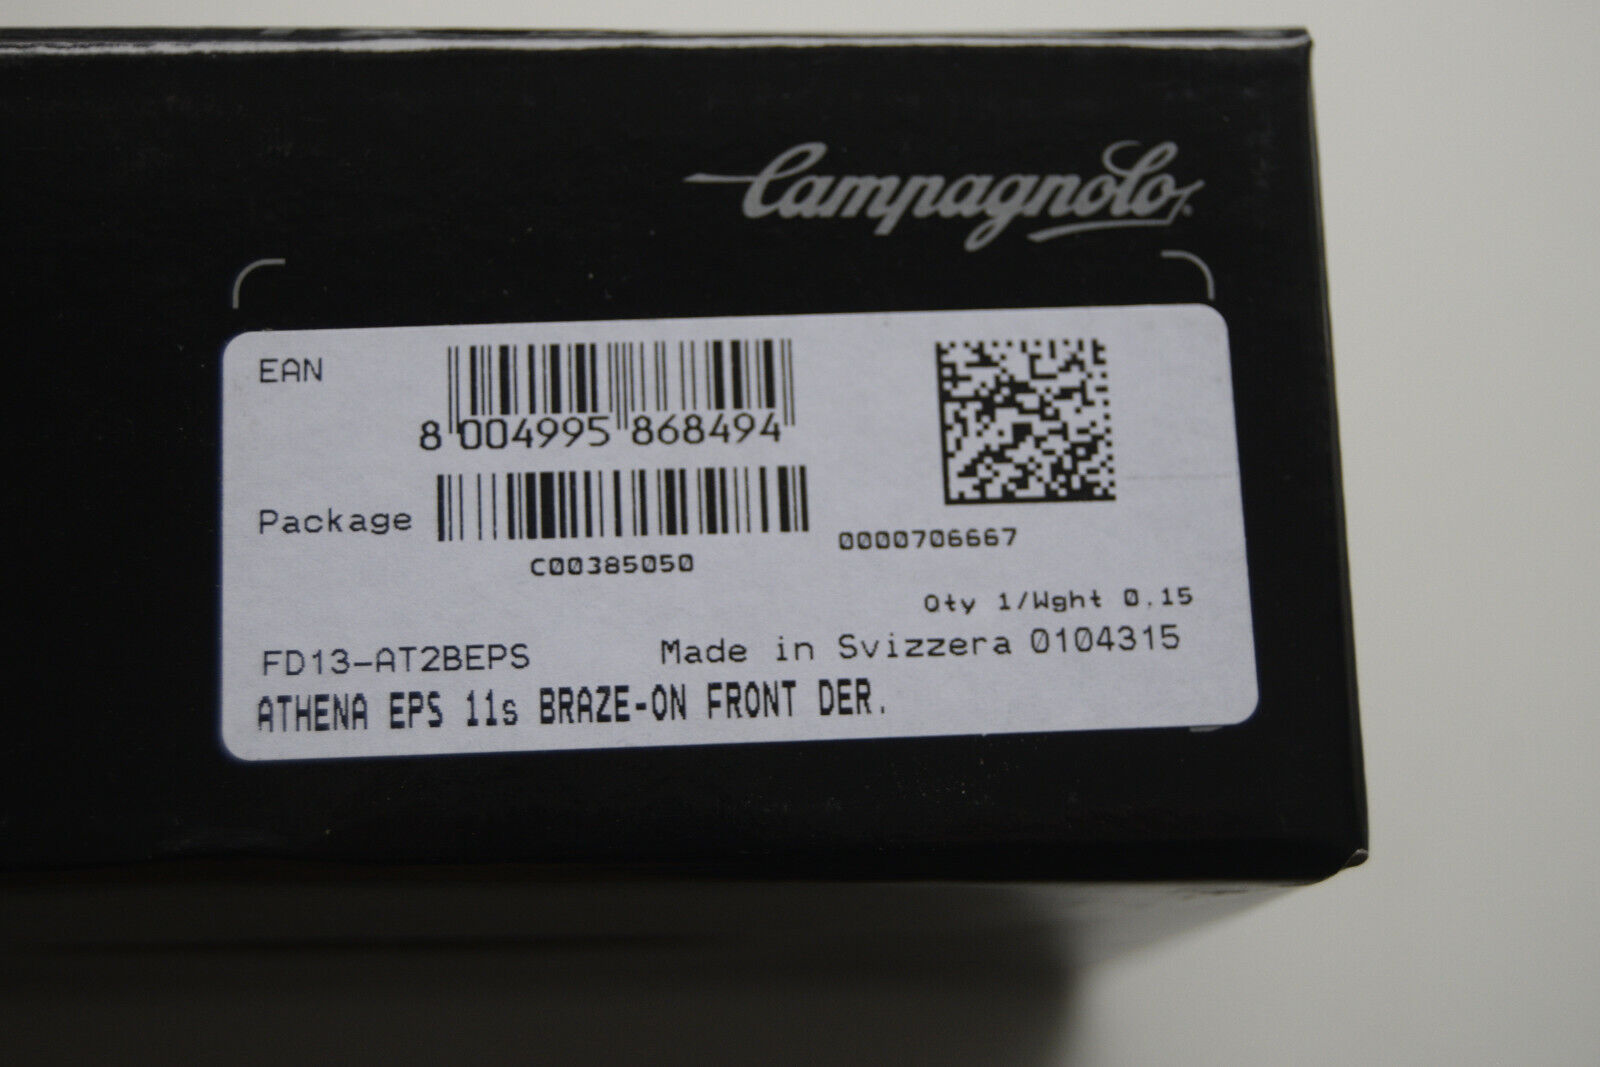 Campagnolo
EAN
8 004995 868494
Package
C00385050
0000706667
Qty 1/Wght 0.15
FD13-AT2BEPS
Made in Svizzera 0104315
ATHENA EPS 11s BRAZE-ON FRONT DER.